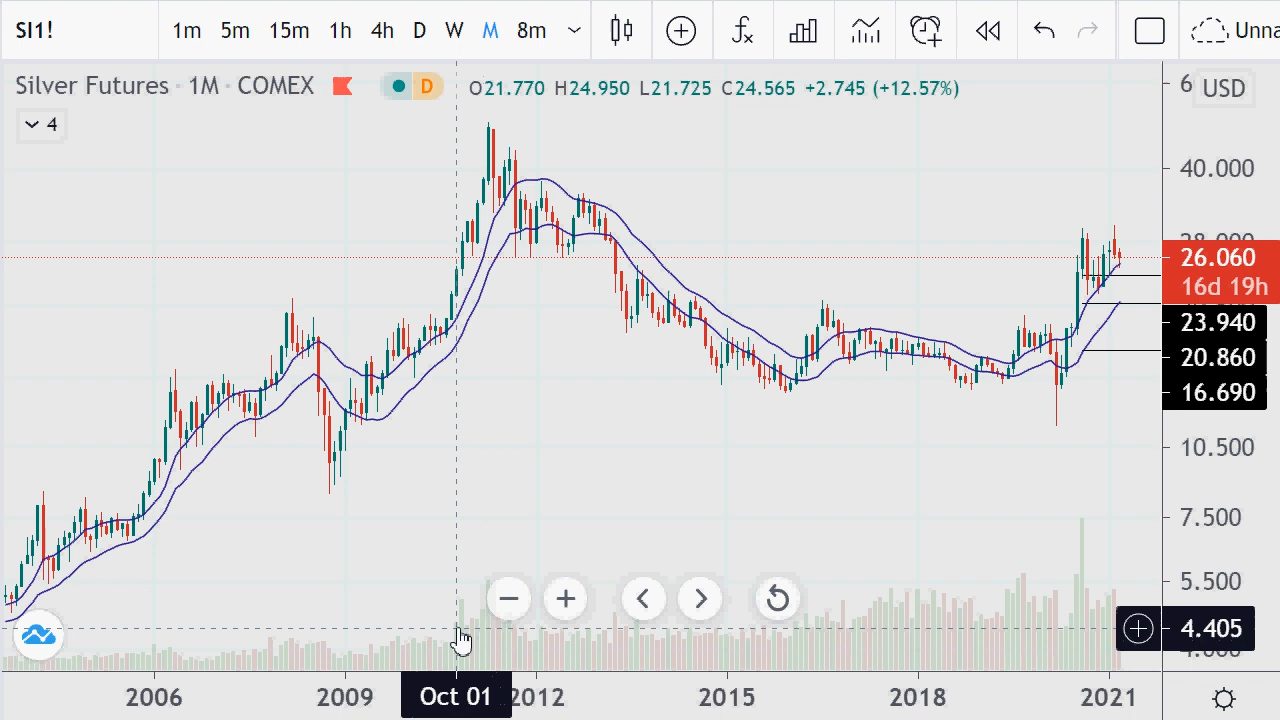 SI1! 1m 5m 15m 1h 4h D W M 8m fx Unna
Silver Futures · 1M · COMEX D O21.770 H24.950 L21.725 C24.565 +2.745 (+12.57%) USD
4
40.000
26.060
16d 19h
23.940
20.860
16.690
10.500
7.500
5.500
4.405
2006 2009 Oct 01 2012 2015 2018 2021